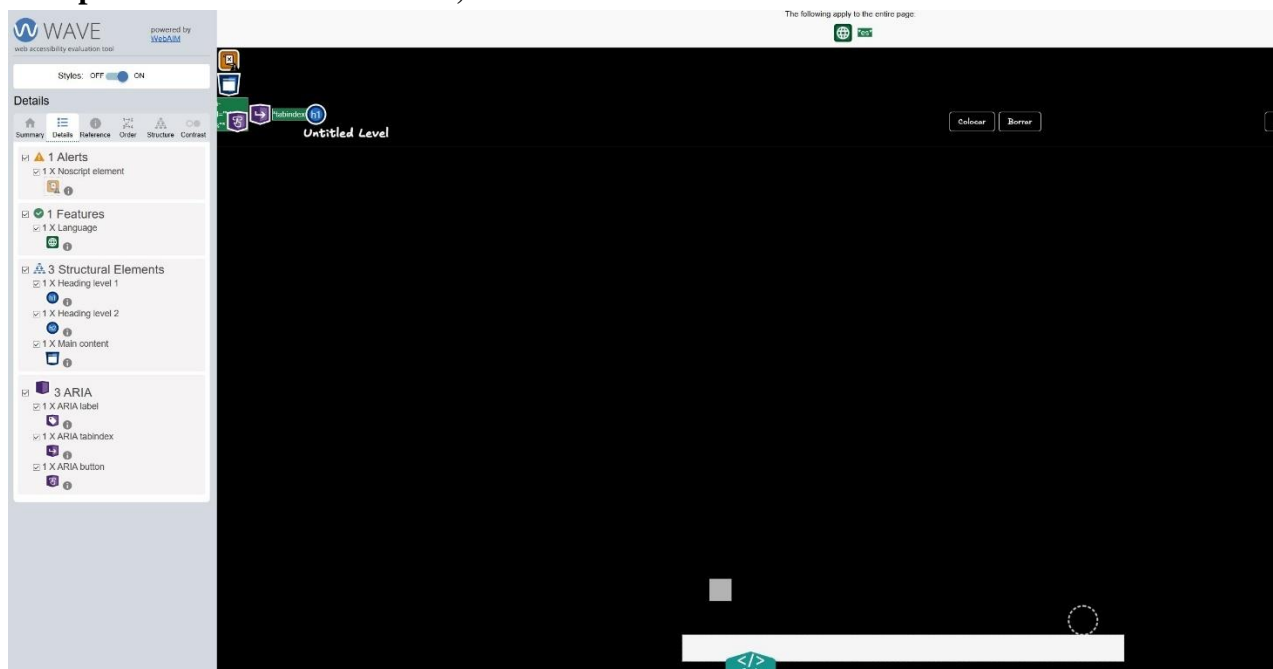 The following apply to the entire page:
"es"
WAVE
web accessibility evaluation tool
powered by
WebAIM
Styles: OFF ON
Details
Summary Details Reference Order Structure Contrast
1 Alerts
1 X Noscript element
1 Features
1 X Language
3 Structural Elements
1 X Heading level 1
h1
1 X Heading level 2
h2
1 X Main content
3 ARIA
1 X ARIA label
1 X ARIA tabindex
1 X ARIA button
*tabindex h1
Untitled Level
Colocar Borrar
</>